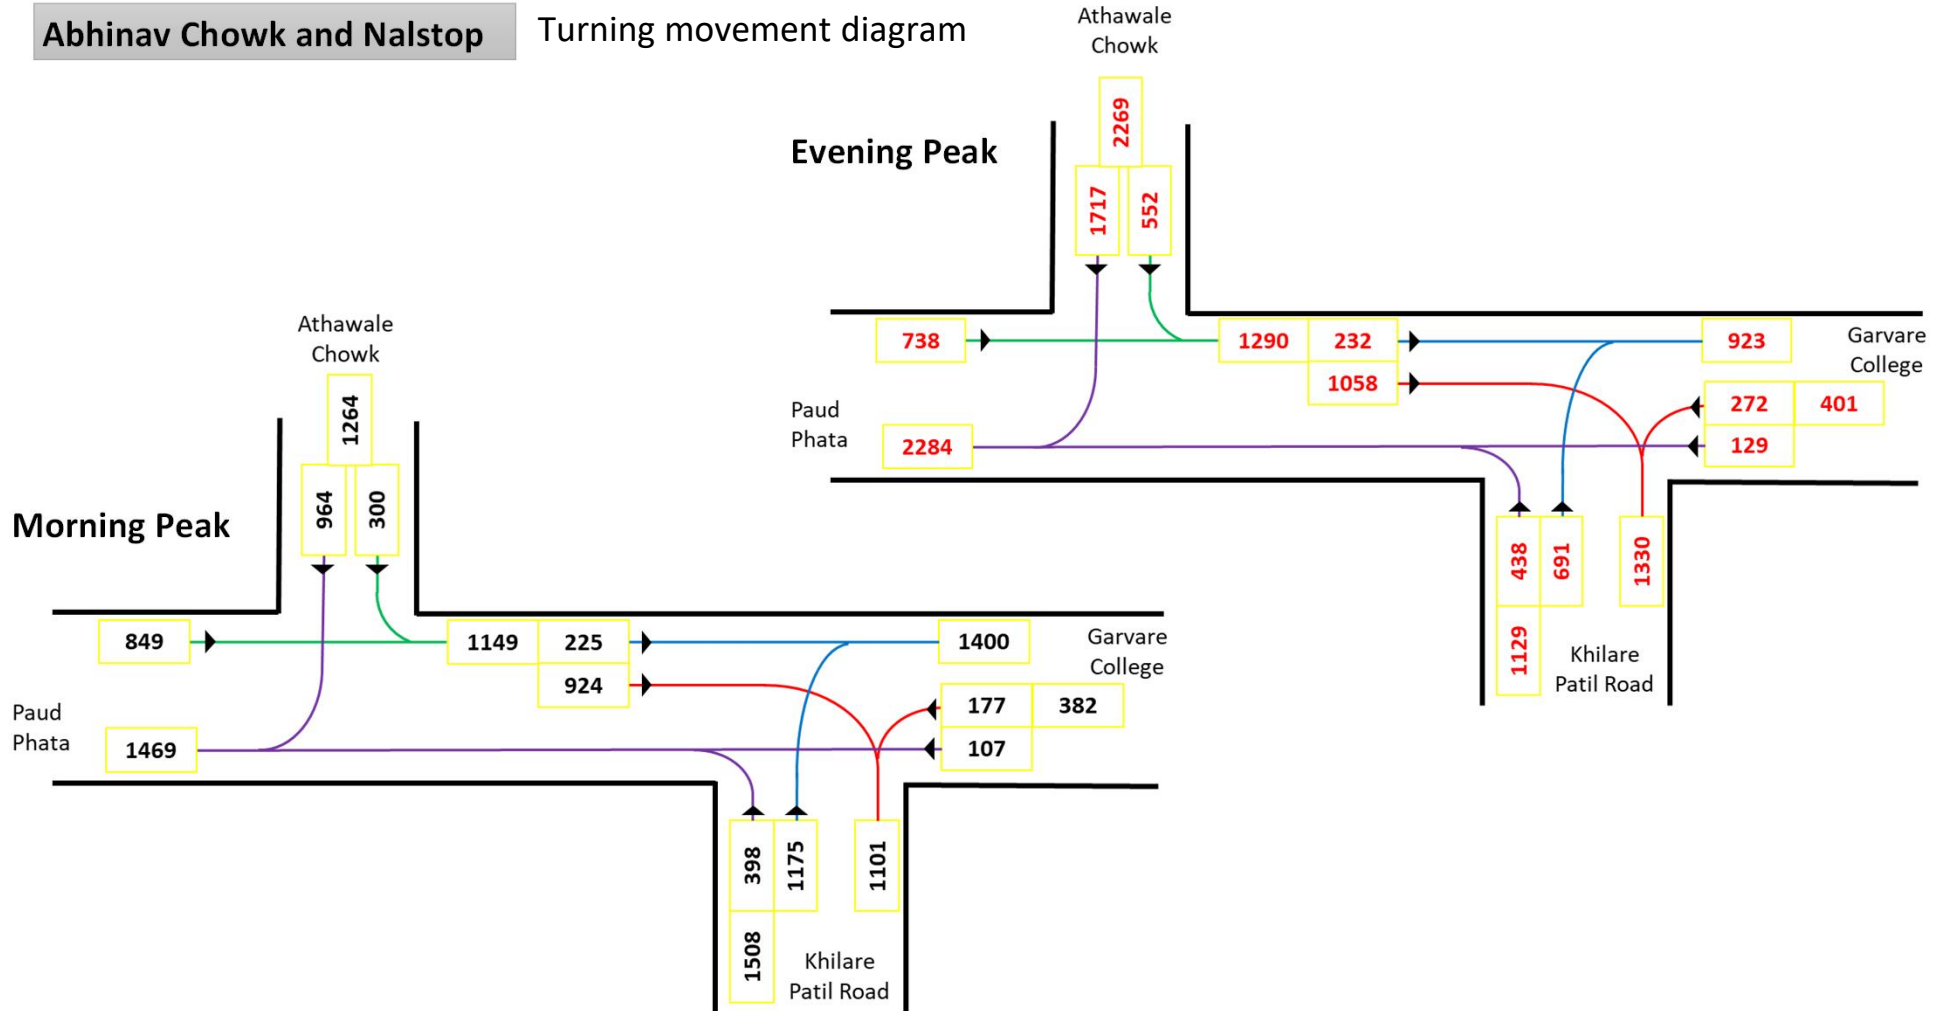 Abhinav Chowk and Nalstop
Turning movement diagram
Evening Peak
Athawale
Chowk
2269
1717
552
738
1290
232
923
Garvare
College
1058
272
401
Paud
Phata
2284
129
438
691
1330
1129
Khilare
Patil Road
Morning Peak
Athawale
Chowk
1264
964
300
849
1149
225
1400
Garvare
College
924
177
382
Paud
Phata
1469
107
398
1175
1101
1508
Khilare
Patil Road